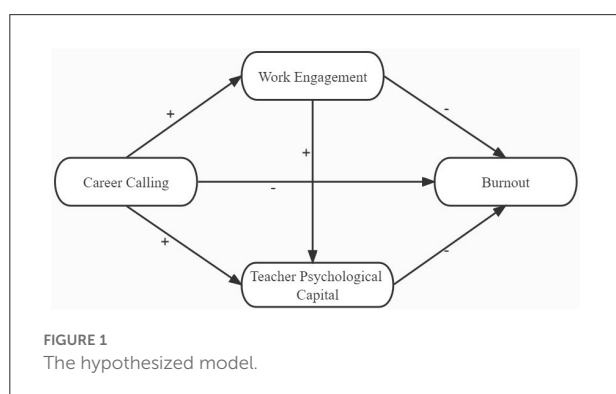 Work Engagement
+
-
+
Career Calling
-
Burnout
+
-
Teacher Psychological
Capital
FIGURE 1
The hypothesized model.